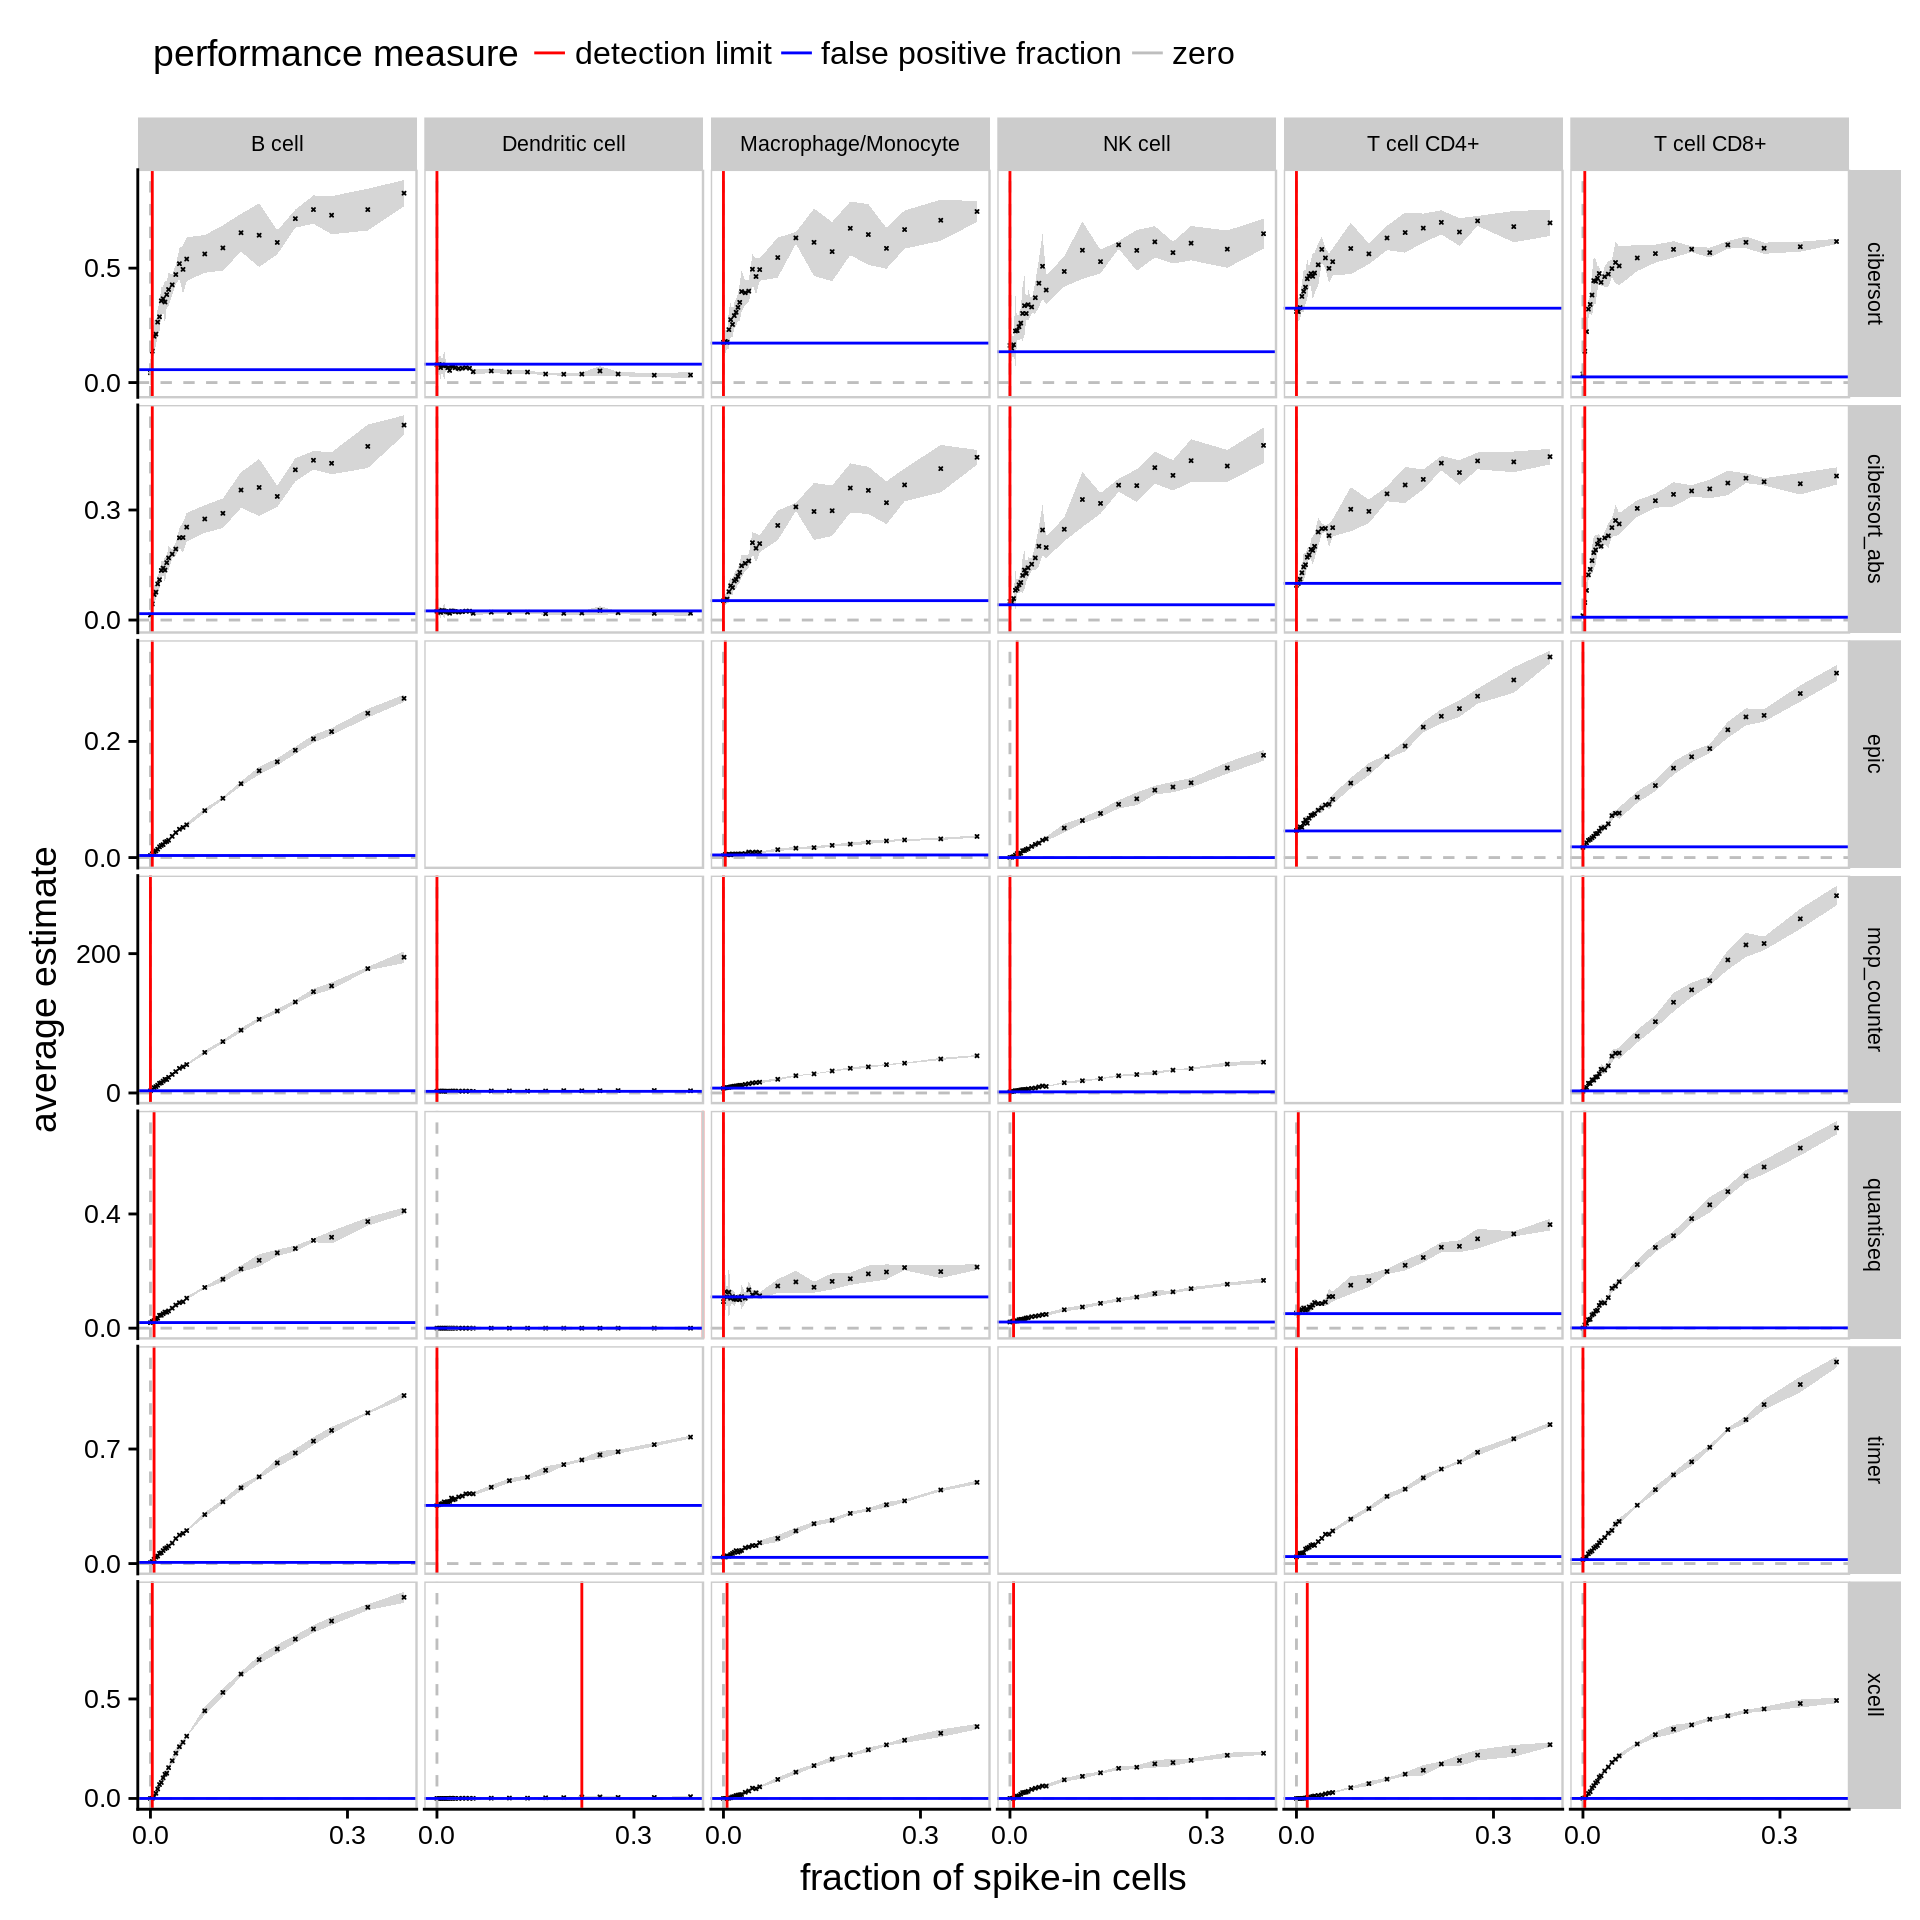 performance measure detection limit false positive fraction zero
B cell Dendritic cell Macrophage/Monocyte NK cell T cell CD4+ T cell CD8+
0.5
0.0
cibersort
0.3
0.0
cibersort_abs
0.2
0.0
epic
200
0
mcp_counter
0.4
0.0
quantiseq
0.7
0.0
timer
0.5
0.0
xcell
average estimate
0.0 0.3 0.0 0.3 0.0 0.3 0.0 0.3 0.0 0.3 0.0 0.3
fraction of spike-in cells